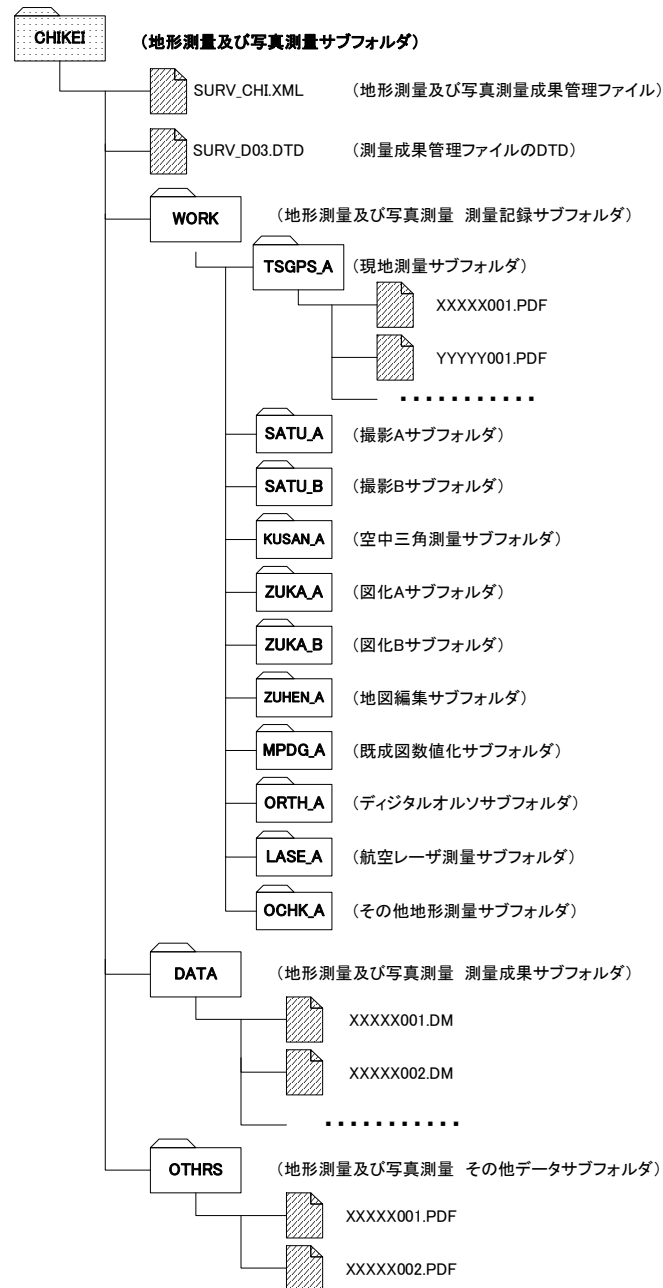 CHIKEI (地形測量及び写真測量サブフォルダ)
SURV_CHI.XML (地形測量及び写真測量成果管理ファイル)
SURV_D03.DTD (測量成果管理ファイルのDTD)
WORK (地形測量及び写真測量 測量記録サブフォルダ)
TSGPS_A (現地測量サブフォルダ)
XXXXX001.PDF
YYYYY001.PDF
・・・・・・・・・・・
SATU_A (撮影Aサブフォルダ)
SATU_B (撮影Bサブフォルダ)
KUSAN_A (空中三角測量サブフォルダ)
ZUKA_A (図化Aサブフォルダ)
ZUKA_B (図化Bサブフォルダ)
ZUHEN_A (地図編集サブフォルダ)
MPDG_A (既成図数値化サブフォルダ)
ORTH_A (ディジタルオルソサブフォルダ)
LASE_A (航空レーザ測量サブフォルダ)
OCHK_A (その他地形測量サブフォルダ)
DATA (地形測量及び写真測量 測量成果サブフォルダ)
XXXXX001.DM
XXXXX002.DM
・・・・・・・・・・・
OTHRS (地形測量及び写真測量 その他データサブフォルダ)
XXXXX001.PDF
XXXXX002.PDF